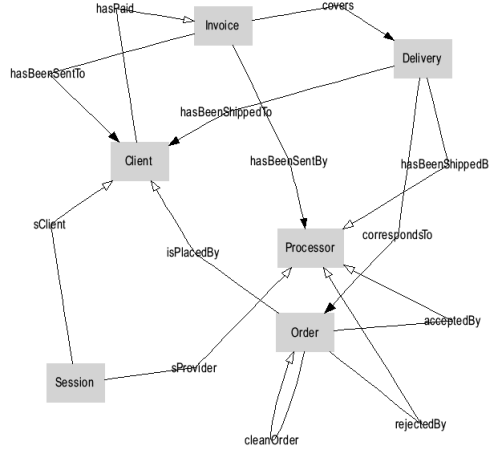 hasPaid
covers
Invoice
Delivery
hasBeenSentTo
hasBeenShippedTo
Client
hasBeenSentBy
hasBeenShippedB
sClient
correspondsTo
Processor
isPlacedBy
acceptedBy
Order
sProvider
Session
rejectedBy
cleanOrder